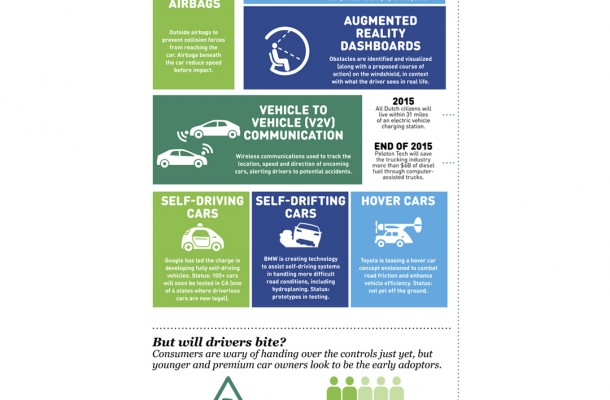 AIRBAGS
Outside airbag to
prevent collision forces
from reaching the
car. Airbags beneath
the car reduce speed
before impact.
AUGMENTED
REALITY
DASHBOARDS
Obstacles are identified and visualized
(along with a proposed course of
action) on the windshield, in context
with what the driver sees in real life.
VEHICLE TO
VEHICLE (V2V)
COMMUNICATION
Wireless communications used to track the
location, speed and direction of oncoming
cars, alerting drivers to potential accidents.
2015
All Dutch citizens will
live within 31 miles
of an electric vehicle
charging station.
END OF 2015
Peloton Tech will save
the trucking industry
more than $6B of diesel
fuel through computer-
assisted trucks.
SELF-DRIVING
CARS
Google has led the charge in
developing fully self-driving
vehicles. Status: 100+ cars
will soon be tested in CA (one
of 4 states where driverless
cars are now legal).
SELF-DRIFTING
CARS
BMW is creating technology
to assist self-driving systems
in handling more difficult
road conditions, including
hydroplaning. Status:
prototypes in testing.
HOVER CARS
Toyota is teasing a hover car
concept envisioned to combat
road friction and enhance
vehicle efficiency. Status:
not yet off the ground.
But will drivers bite?
Consumers are wary of handing over the controls just yet, but
younger and premium car owners look to be the early adoptors.